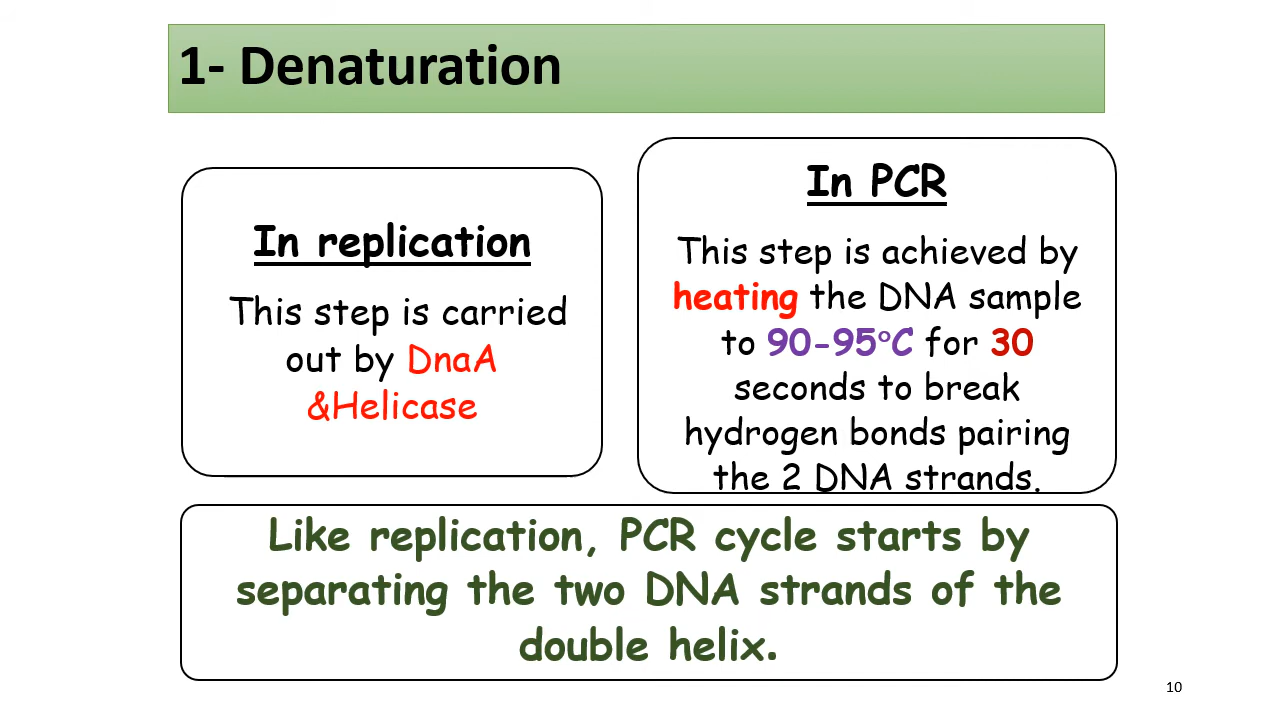 1- Denaturation
In replication
This step is carried
out by DnaA
&Helicase
In PCR
This step is achieved by
heating the DNA sample
to 90-95°C for 30
seconds to break
hydrogen bonds pairing
the 2 DNA strands.
Like replication, PCR cycle starts by
separating the two DNA strands of the
double helix.
10